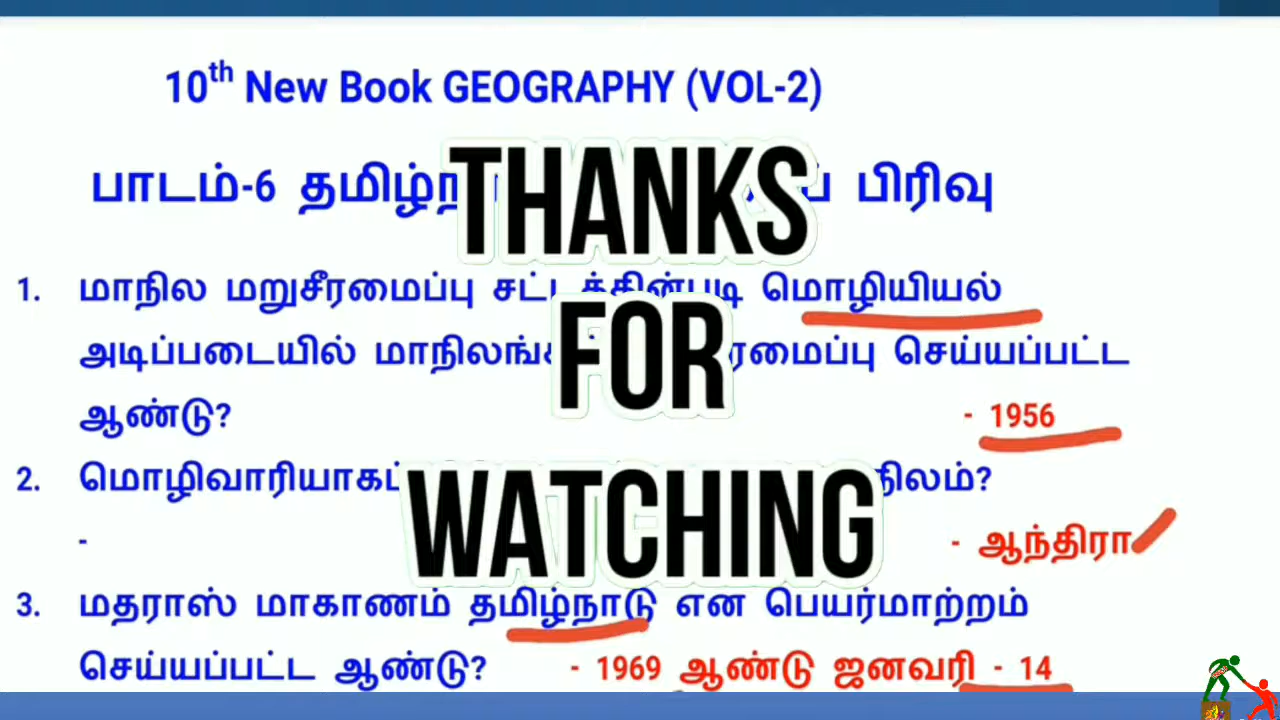 10th New Book GEOGRAPHY (VOL-2)
பாடம்-6 பிரிவு
THANKS
1. மாநில மறுசீரமைப்பு சட்டத்தின்படி மொழியியல்
அடிப்படையில் செய்யப்பட்ட
FOR
ஆண்டு? - 1956
2.
WATCHING
- - ஆந்திரா
3. மதராஸ் மாகாணம் தமிழ்நாடு என பெயர்மாற்றம்
செய்யப்பட்ட ஆண்டு? - 1969 ஆண்டு ஜனவரி - 14